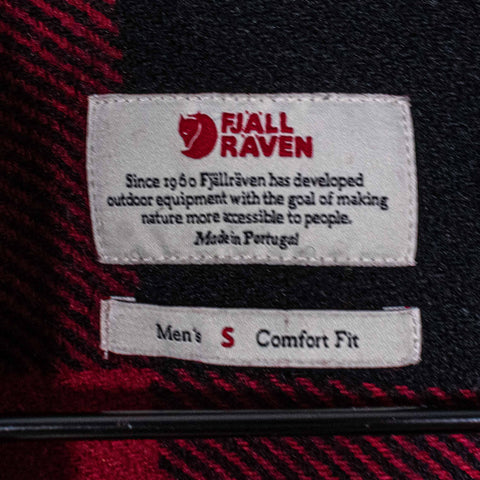 FJÄLL
RÄVEN
Since 1960 Fjällräven has developed
outdoor equipment with the goal of making
nature more accessible to people.
Made in Portugal
Men's S Comfort Fit